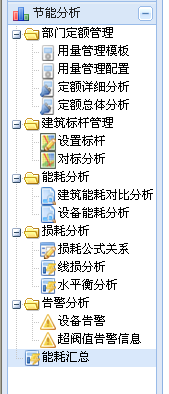 节能分析
部门定额管理
用量管理模板
用量管理配置
定额详细分析
定额总体分析
建筑标杆管理
设置标杆
对标分析
能耗分析
建筑能耗对比分析
设备能耗分析
损耗分析
损耗公式关系
线损分析
水平衡分析
告警分析
设备告警
超阀值告警信息
能耗汇总